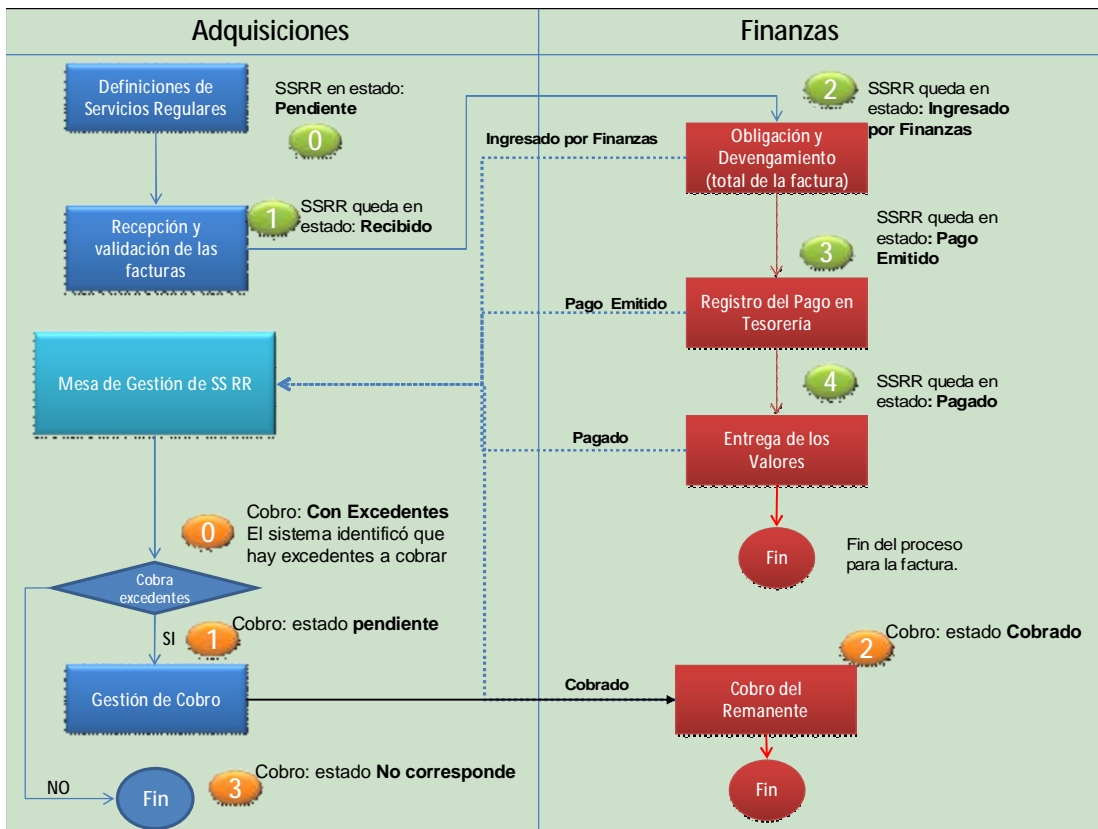 Adquisiciones
Finanzas
Definiciones de
Servicios Regulares
SSRR en estado:
Pendiente
0
Recepción y
validación de las
facturas
1
SSRR queda en
estado: Recibido
2
SSRR queda en
estado: Ingresado
por Finanzas
Ingresado por Finanzas
Obligación y
Devengamiento
(total de la factura)
3
SSRR queda en
estado: Pago
Emitido
Pago Emitido
Registro del Pago en
Tesorería
Mesa de Gestión de SS RR
4
SSRR queda en
estado: Pagado
Pagado
Entrega de los
Valores
Fin
Fin del proceso
para la factura.
0
Cobro: Con Excedentes
El sistema identificó que
hay excedentes a cobrar
Cobra
excedentes
SI
1
Cobro: estado pendiente
Gestión de Cobro
Cobrado
2
Cobro: estado Cobrado
Cobro del
Remanente
Fin
NO
Fin
3
Cobro: estado No corresponde